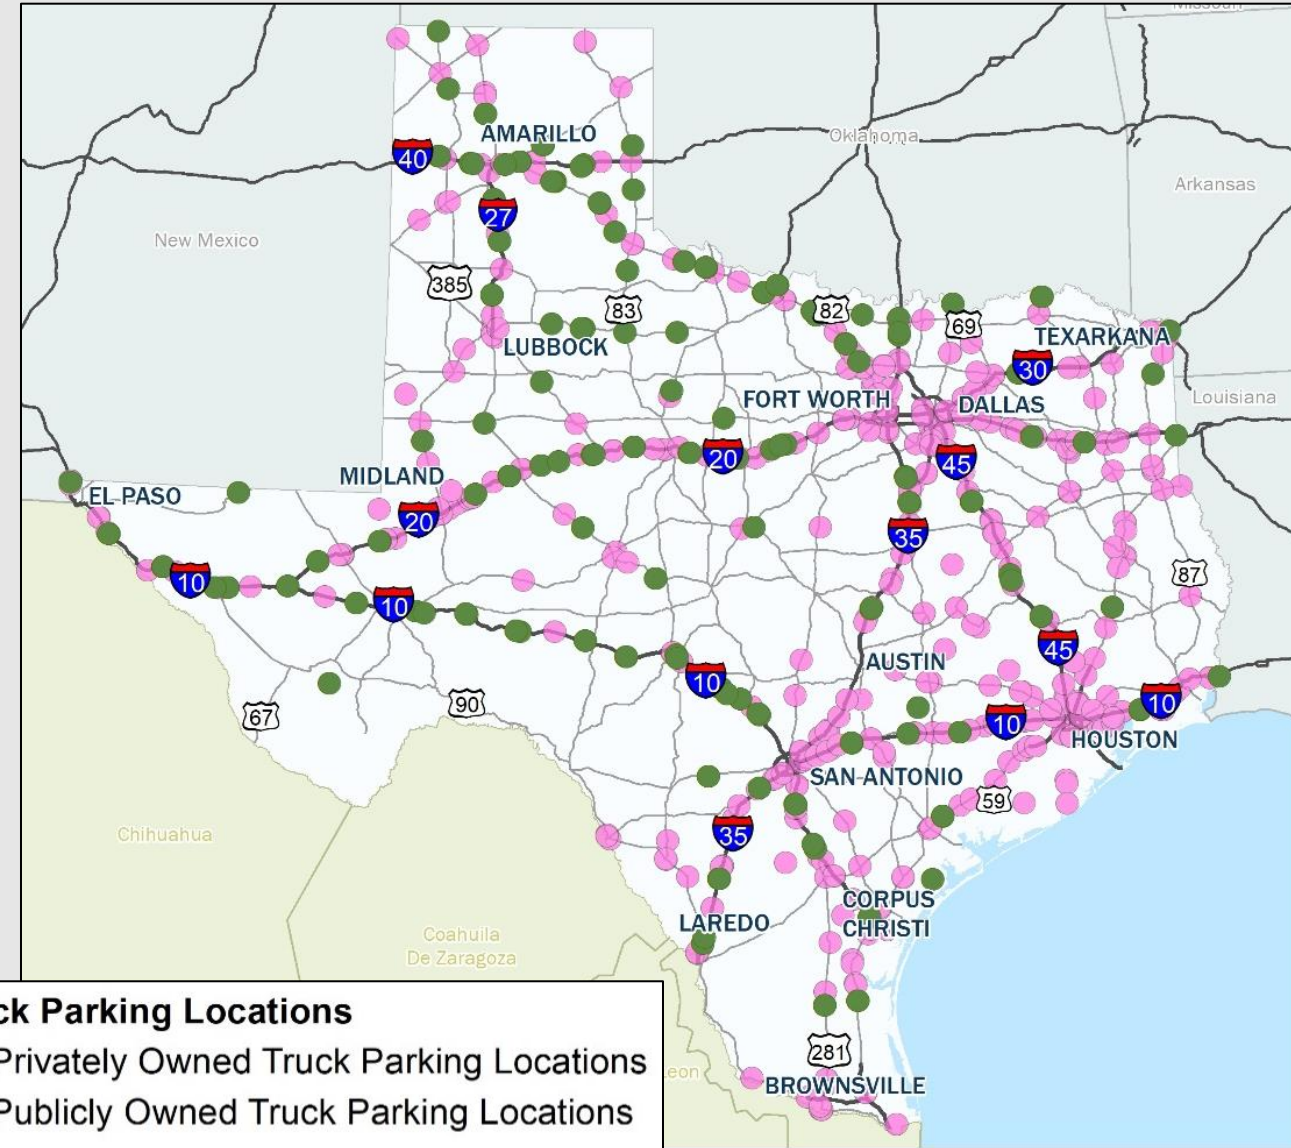 Missouri
AMARILLO
Oklahoma
40
Arkansas
27
New Mexico
385
83
82
69
TEXARKANA
LUBBOCK
30
FORT WORTH
DALLAS
Louisiana
20
45
MIDLAND
EL PASO
20
35
10
87
10
45
AUSTIN
10
10
67
90
10
HOUSTON
SAN ANTONIO
59
Chihuahua
35
CORPUS
CHRISTI
LAREDO
Coahuila
De Zaragoza
ck Parking Locations
281
Privately Owned Truck Parking Locations
eon
BROWNSVILLE
Publicly Owned Truck Parking Locations